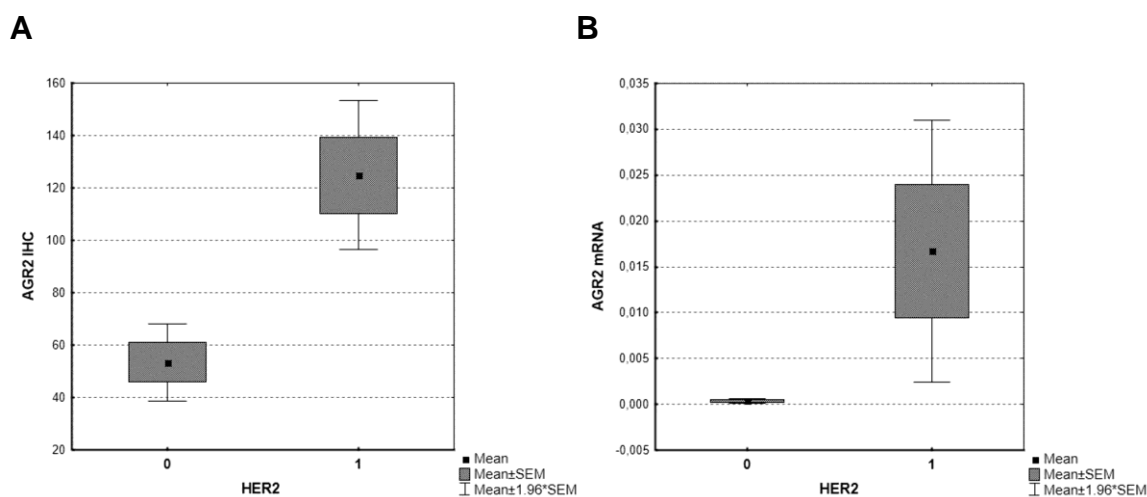 A
160
140
120
100
80
60
40
20
AGR2 IHC
0
1
HER2
Mean
Mean±SEM
Mean±1.96*SEM
B
0,035
0,030
0,025
0,020
0,015
0,010
0,005
0,000
-0,005
AGR2 mRNA
0
1
HER2
Mean
Mean±SEM
Mean±1.96*SEM